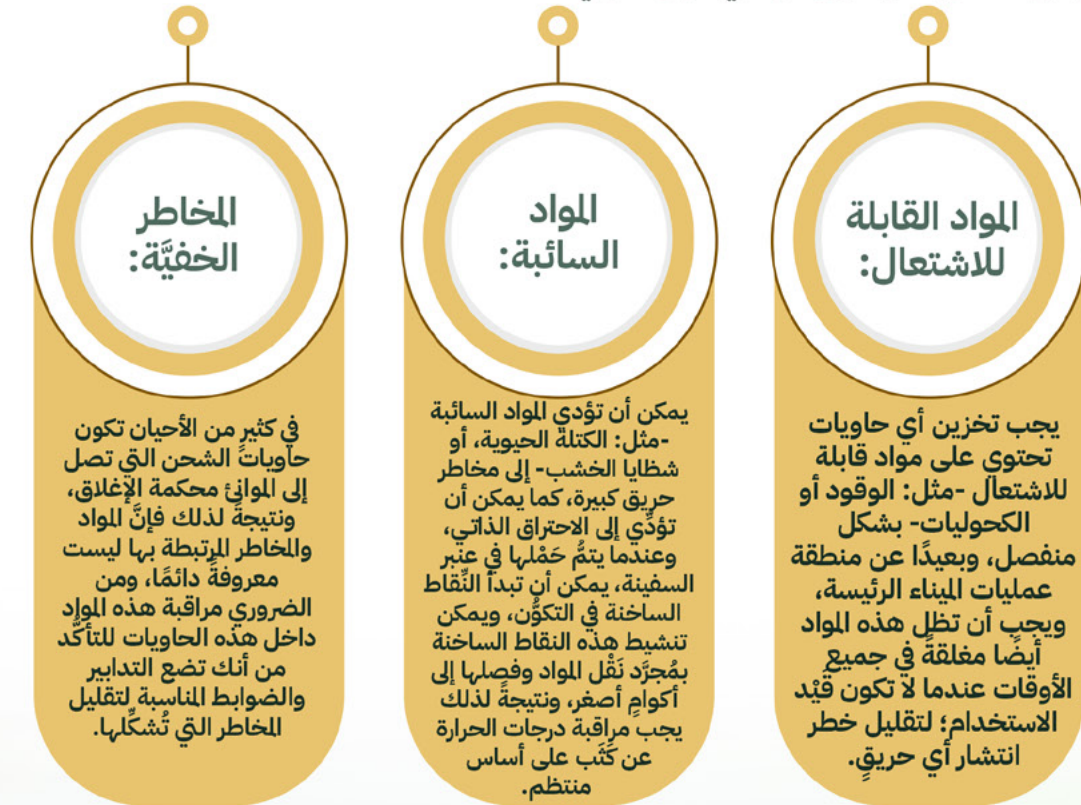 المواد القابلة
للاشتعال:
يجب تخزين أي حاويات
تحتوي على مواد قابلة
للاشتعال -مثل: الوقود أو
الكحوليات- بشكل
منفصل، وبعيدًا عن منطقة
عمليات الميناء الرئيسة،
ويجب أن تظل هذه المواد
أيضًا مغلقةً في جميع
الأوقات عندما لا تكون قَيْد
الاستخدام؛ لتقليل خطر
انتشار أي حريقٍ.
المواد
السائبة:
يمكن أن تؤدي المواد السائبة
-مثل: الكتلة الحيوية، أو
شظايا الخشب- إلى مخاطر
حريق كبيرة، كما يمكن أن
تؤدِّي إلى الاحتراق الذاتي،
وعندما يتمُّ حَمْلها في عنبر
السفينة، يمكن أن تبدأ النِّقاط
الساخنة في التكوُّن، ويمكن
تنشيط هذه النقاط الساخنة
بمُجرَّد نَقْل المواد وفصلها إلى
أكوامٍ أصغر، ونتيجةً لذلك
يجب مراقبة درجات الحرارة
عن كَثَب على أساس
منتظم.
المخاطر
الخفيَّة:
في كثيرٍ من الأحيان تكون
حاويات الشحن التي تصل
إلى الموانئ محكمة الإغلاق،
ونتيجةً لذلك فإنَّ المواد
والمخاطر المرتبطة بها ليست
معروفةً دائمًا، ومن
الضروري مراقبة هذه المواد
داخل هذه الحاويات للتأكُّد
من أنك تضع التدابير
والضوابط المناسبة لتقليل
المخاطر التي تُشكِّلها.